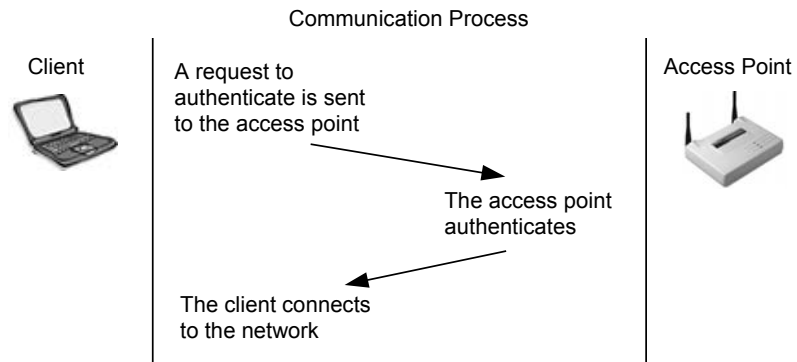 Communication Process
Client
Access Point
A request to
authenticate is sent
to the access point
The access point
authenticates
The client connects
to the network